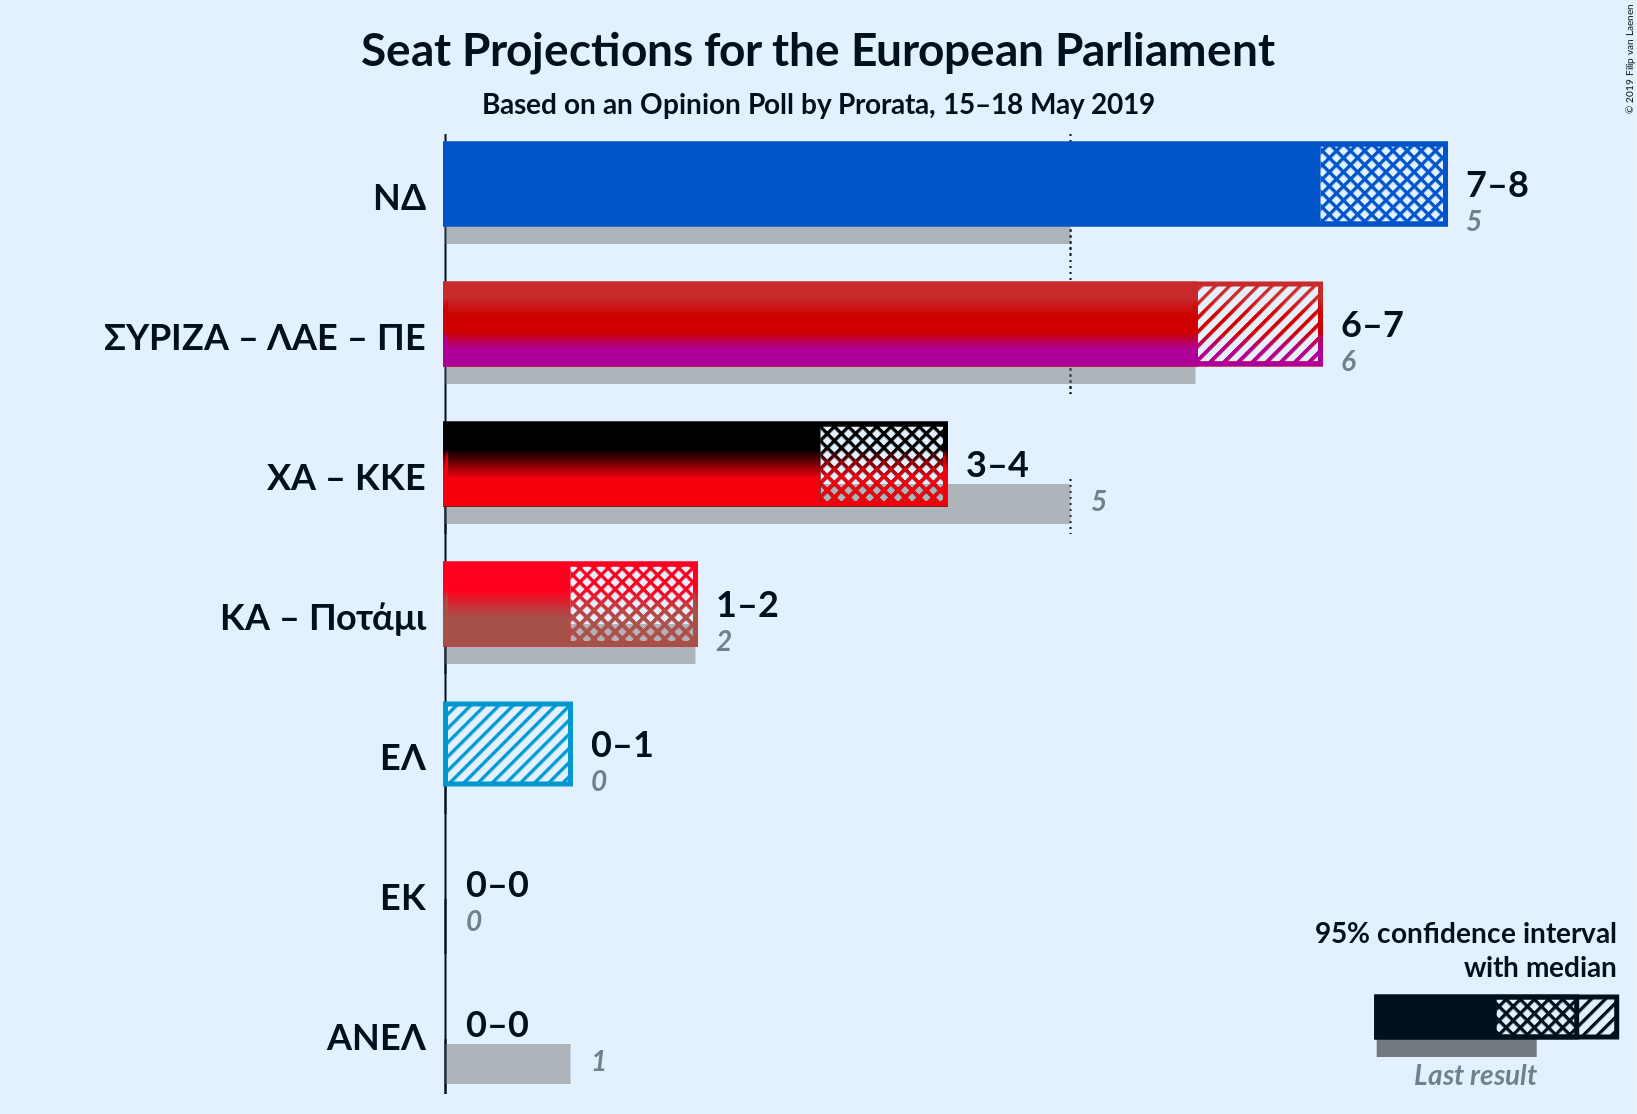 Seat Projections for the European Parliament
Based on an Opinion Poll by Prorata, 15–18 May 2019
© 2019 Filip van Laenen
ΝΔ
7–8
5
ΣΥΡΙΖΑ – ΛΑΕ – ΠΕ
6–7
6
ΧΑ – ΚΚΕ
3–4
5
ΚΑ – Ποτάμι
1–2
2
ΕΛ
0–1
0
ΕΚ
0–0
0
ΑΝΕΛ
0–0
1
95% confidence interval
with median
Last result